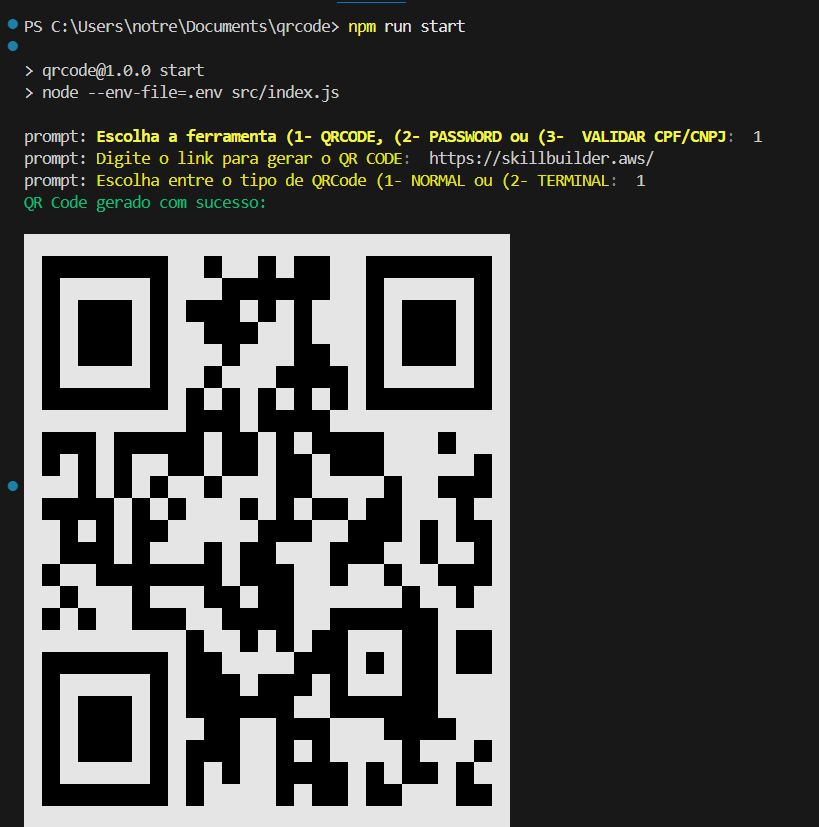 PS C:\Users\notre\Documents\qrcode> npm run start
> qrcode@1.0.0 start
> node --env-file=.env src/index.js
prompt: Escolha a ferramenta (1- QRCODE, (2- PASSWORD ou (3-  VALIDAR CPF/CNPJ:  1
prompt: Digite o link para gerar o QR CODE:  https://skillbuilder.aws/
prompt: Escolha entre o tipo de QRCode (1- NORMAL ou (2- TERMINAL:  1
QR Code gerado com sucesso: